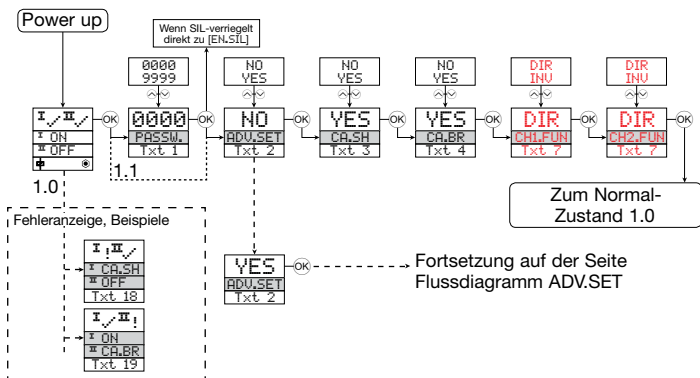 Power up
Wenn SIL-verriegelt
direkt zu [EN.SIL]
0000
9999
NO
YES
NO
YES
NO
YES
DIR
INV
DIR
INV
I ✓ II ✓
I ON
II OFF
1.0
OK
0000
PASSW.
Txt 1
1.1
OK
NO
ADV.SET
Txt 2
OK
YES
CA.SH
Txt 3
OK
YES
CA.BR
Txt 4
OK
DIR
CH1.FUN
Txt 7
OK
DIR
CH2.FUN
Txt 7
OK
Zum Normal-
Zustand 1.0
Fehleranzeige, Beispiele
I ! II ✓
I CA.SH
II OFF
Txt 18
I ✓ II !
I ON
II CA.BR
Txt 19
YES
ADV.SET
Txt 2
OK
Fortsetzung auf der Seite
Flussdiagramm ADV.SET